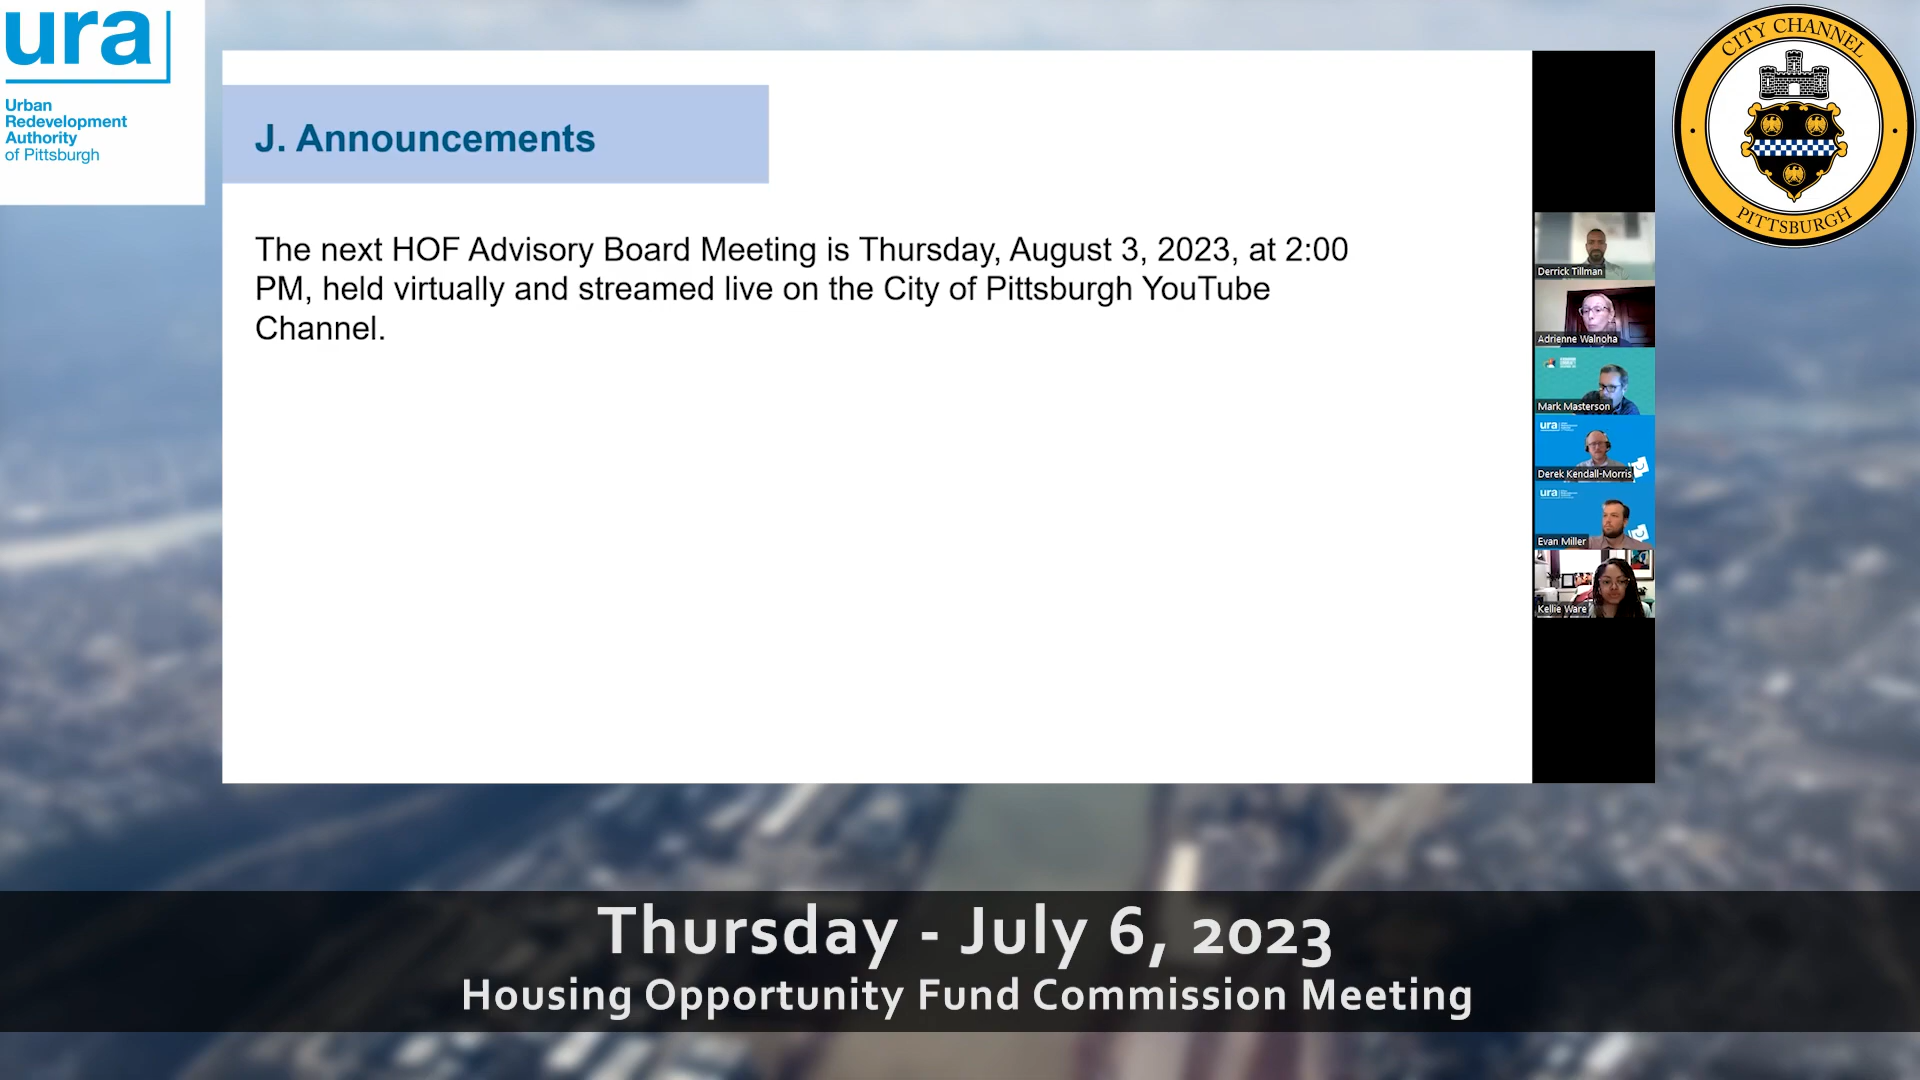 ura
Urban
Redevelopment
Authority
of Pittsburgh
J. Announcements
The next HOF Advisory Board Meeting is Thursday, August 3, 2023, at 2:00
PM, held virtually and streamed live on the City of Pittsburgh YouTube
Channel.
CITY CHANNEL
PITTSBURGH
Derrick Tillman
Adrienne Walnoha
Mark Masterson
ura
Derek Kendall-Morris
ura
Evan Miller
Kellie Ware
Thursday - July 6, 2023
Housing Opportunity Fund Commission Meeting